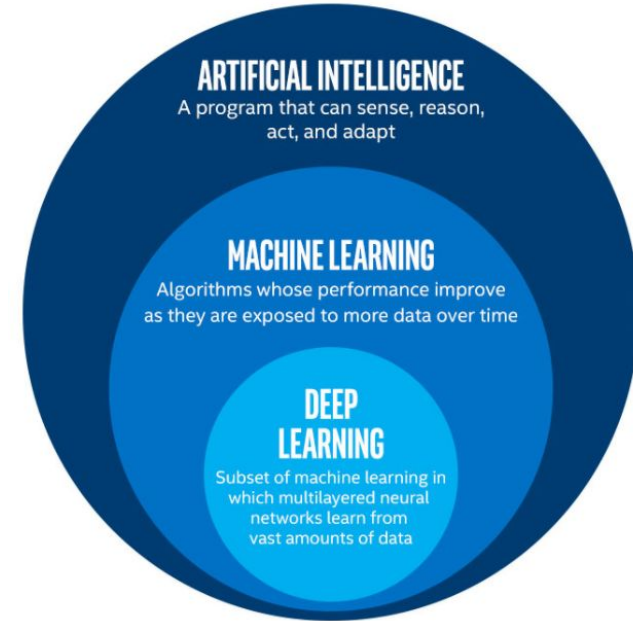 ARTIFICIAL INTELLIGENCE
A program that can sense, reason,
act, and adapt
MACHINE LEARNING
Algorithms whose performance improve
as they are exposed to more data over time
DEEP
LEARNING
Subset of machine learning in
which multilayered neural
networks learn from
vast amounts of data